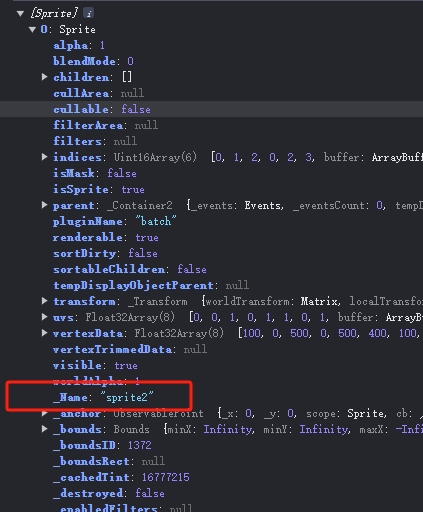 [Sprite] i
0: Sprite
alpha: 1
blendMode: 0
children: []
cullArea: null
cullable: false
filterArea: null
filters: null
indices: Uint16Array(6) [0, 1, 2, 0, 2, 3, buffer: ArrayBuf
isMask: false
isSprite: true
parent: _Container2 {_events: Events, _eventsCount: 0, tempD
pluginName: "batch"
renderable: true
sortDirty: false
sortableChildren: false
tempDisplayObjectParent: null
transform: _Transform {worldTransform: Matrix, localTransfor
uvs: Float32Array(8) [0, 0, 1, 0, 1, 1, 0, 1, buffer: ArrayBu
vertexData: Float32Array(8) [100, 0, 500, 0, 500, 400, 100,
vertexTrimmedData: null
visible: true
worldAlpha: 1
_Name: "sprite2"
_anchor: ObservablePoint {_x: 0, _y: 0, scope: Sprite, cb:
_bounds: Bounds {minX: Infinity, minY: Infinity, maxX: -Infin
_boundsID: 1372
_boundsRect: null
_cachedTint: 16777215
_destroyed: false
_enabledFilters: null